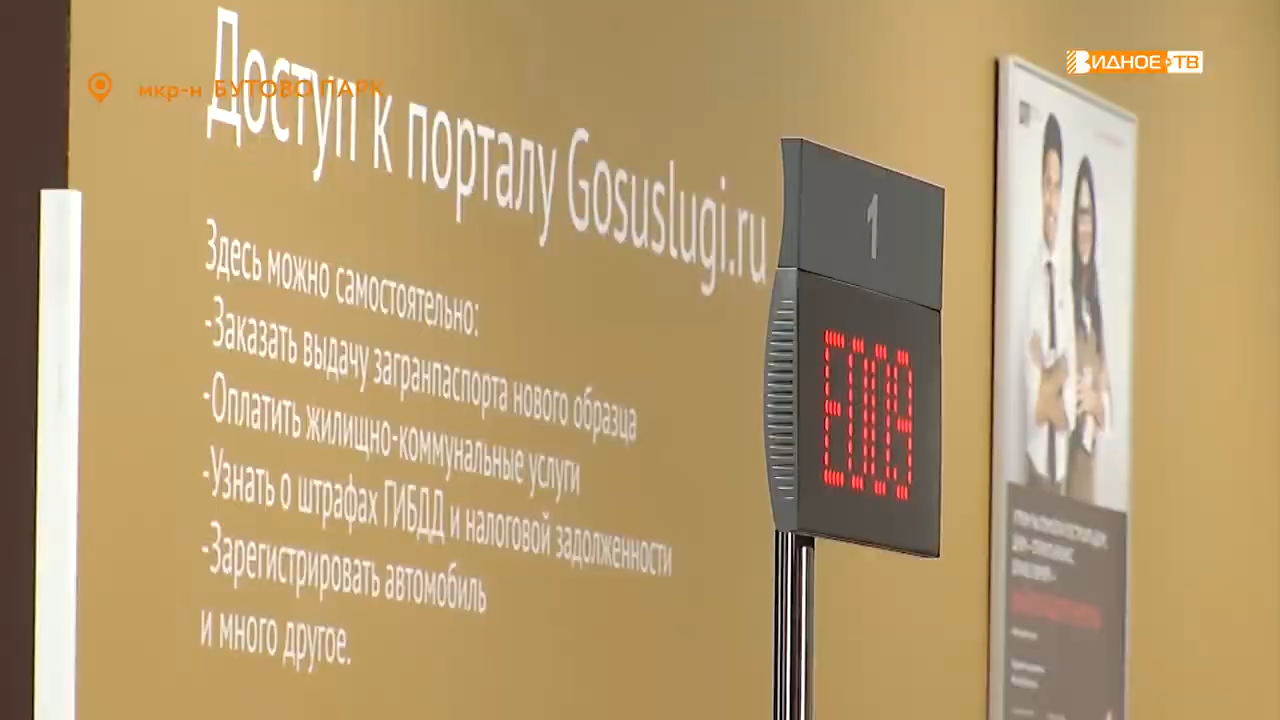 Доступ к порталу Gosuslugi.ru
мкр-н БУТОВО ПАРК
ВИДНОЕ ТВ
Здесь можно самостоятельно:
-Заказать выдачу загранпаспорта нового образца
-Оплатить жилищно-коммунальные услуги
-Узнать о штрафах ГИБДД и налоговой задолженности
-Зарегистрировать автомобиль
и много другое.
1
E009